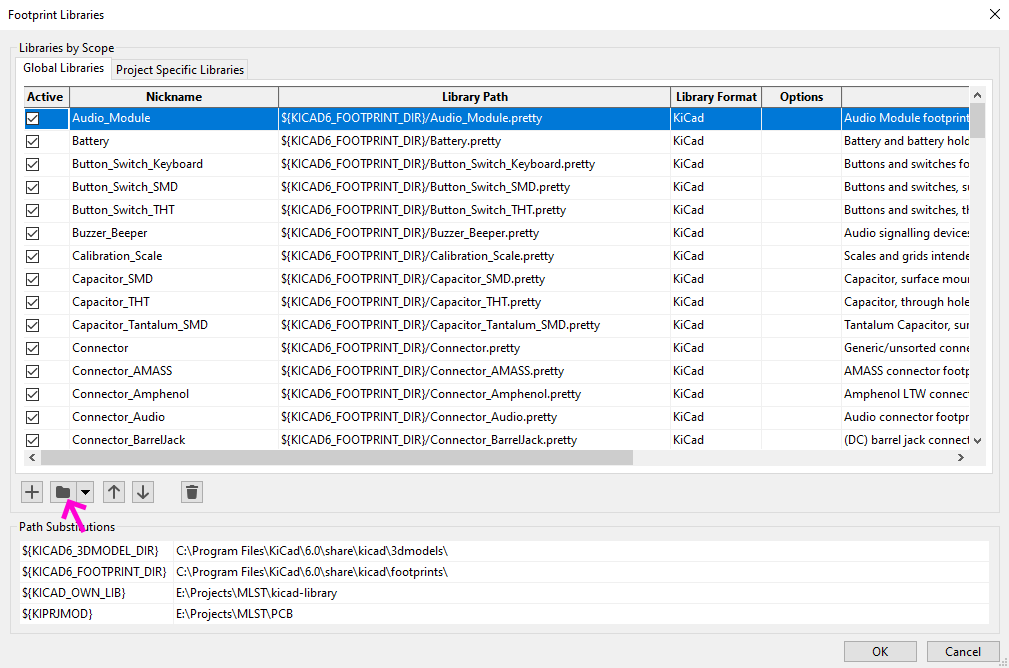 Footprint Libraries
Libraries by Scope
Global Libraries Project Specific Libraries
Active Nickname Library Path Library Format Options
Audio_Module ${KICAD6_FOOTPRINT_DIR}/Audio_Module.pretty KiCad Audio Module footprint
Battery ${KICAD6_FOOTPRINT_DIR}/Battery.pretty KiCad Battery and battery hold
Button_Switch_Keyboard ${KICAD6_FOOTPRINT_DIR}/Button_Switch_Keyboard.pretty KiCad Buttons and switches fo
Button_Switch_SMD ${KICAD6_FOOTPRINT_DIR}/Button_Switch_SMD.pretty KiCad Buttons and switches, su
Button_Switch_THT ${KICAD6_FOOTPRINT_DIR}/Button_Switch_THT.pretty KiCad Buttons and switches, th
Buzzer_Beeper ${KICAD6_FOOTPRINT_DIR}/Buzzer_Beeper.pretty KiCad Audio signalling devices
Calibration_Scale ${KICAD6_FOOTPRINT_DIR}/Calibration_Scale.pretty KiCad Scales and grids intende
Capacitor_SMD ${KICAD6_FOOTPRINT_DIR}/Capacitor_SMD.pretty KiCad Capacitor, surface moun
Capacitor_THT ${KICAD6_FOOTPRINT_DIR}/Capacitor_THT.pretty KiCad Capacitor, through hole
Capacitor_Tantalum_SMD ${KICAD6_FOOTPRINT_DIR}/Capacitor_Tantalum_SMD.pretty KiCad Tantalum Capacitor, sur
Connector ${KICAD6_FOOTPRINT_DIR}/Connector.pretty KiCad Generic/unsorted conne
Connector_AMASS ${KICAD6_FOOTPRINT_DIR}/Connector_AMASS.pretty KiCad AMASS connector footp
Connector_Amphenol ${KICAD6_FOOTPRINT_DIR}/Connector_Amphenol.pretty KiCad Amphenol LTW connec
Connector_Audio ${KICAD6_FOOTPRINT_DIR}/Connector_Audio.pretty KiCad Audio connector footpr
Connector_BarrelJack ${KICAD6_FOOTPRINT_DIR}/Connector_BarrelJack.pretty KiCad (DC) barrel jack connect
Path Substitutions
${KICAD6_3DMODEL_DIR} C:\Program Files\KiCad\6.0\share\kicad\3dmodels\
${KICAD6_FOOTPRINT_DIR} C:\Program Files\KiCad\6.0\share\kicad\footprints\
${KICAD_OWN_LIB} E:\Projects\MLST\kicad-library
${KIPRJMOD} E:\Projects\MLST\PCB
OK Cancel